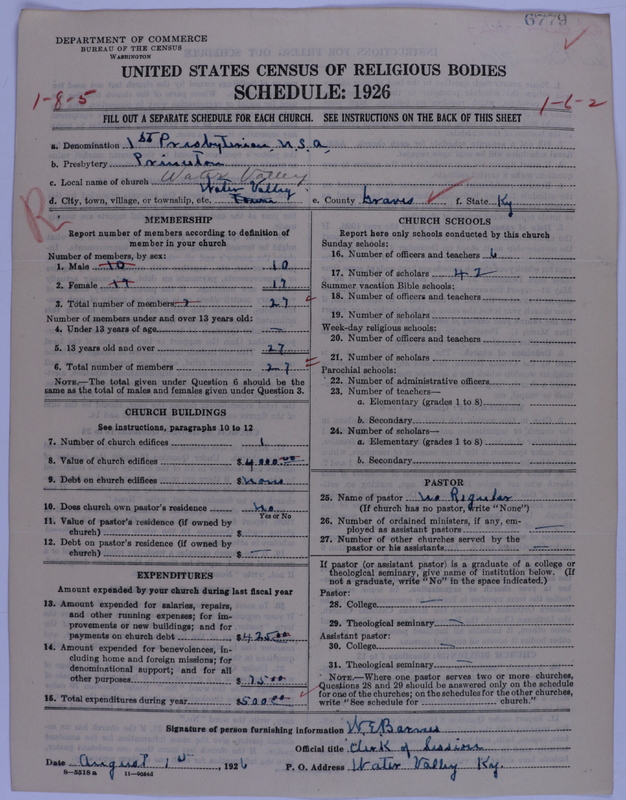 6779
DEPARTMENT OF COMMERCE
BUREAU OF THE CENSUS
WASHINGTON
UNITED STATES CENSUS OF RELIGIOUS BODIES
SCHEDULE: 1926
1-8-5
1-6-2
FILL OUT A SEPARATE SCHEDULE FOR EACH CHURCH. SEE INSTRUCTIONS ON THE BACK OF THIS SHEET
a. Denomination 1st Presbyterian, U.S.A.
b. Presbytery Princeton
c. Local name of church Water Valley
Water Valley
d. City, town, village, or township, etc. Town e. County Graves f. State Ky
R
MEMBERSHIP
Report number of members according to definition of
member in your church
Number of members, by sex:
1. Male 10 10
2. Female 17 17
3. Total number of members 27
Number of members under and over 13 years old:
4. Under 13 years of age —
5. 13 years old and over 27
6. Total number of members 27
NOTE.—The total given under Question 6 should be the
same as the total of males and females given under Question 3.
CHURCH BUILDINGS
See instructions, paragraphs 10 to 12
7. Number of church edifices 1
8. Value of church edifices $4,000.00
9. Debt on church edifices $None
10. Does church own pastor's residence No
Yes or No
11. Value of pastor's residence (if owned by
church) $
12. Debt on pastor's residence (if owned by
church) $ —
EXPENDITURES
Amount expended by your church during last fiscal year
13. Amount expended for salaries, repairs,
and other running expenses; for im-
provements or new buildings; and for
payments on church debt $425.00
14. Amount expended for benevolences, in-
cluding home and foreign missions; for
denominational support; and for all
other purposes $75.00
15. Total expenditures during year $500.00
CHURCH SCHOOLS
Report here only schools conducted by this church
Sunday schools:
16. Number of officers and teachers 6
17. Number of scholars 42
Summer vacation Bible schools:
18. Number of officers and teachers
19. Number of scholars
Week-day religious schools:
20. Number of officers and teachers
21. Number of scholars
Parochial schools:
22. Number of administrative officers
23. Number of teachers—
a. Elementary (grades 1 to 8)
b. Secondary
24. Number of scholars—
a. Elementary (grades 1 to 8)
b. Secondary
PASTOR
25. Name of pastor No Regular
(If church has no pastor, write "None")
26. Number of ordained ministers, if any, em-
ployed as assistant pastors —
27. Number of other churches served by the
pastor or his assistants —
If pastor (or assistant pastor) is a graduate of a college or
theological seminary, give name of institution below. (If
not a graduate, write "No" in the space indicated.)
Pastor:
28. College —
29. Theological seminary —
Assistant pastor:
30. College —
31. Theological seminary —
NOTE.—Where one pastor serves two or more churches,
Questions 28 and 29 should be answered only on the schedule
for one of the churches; on the schedules for the other churches,
write "See schedule for church."
Signature of person furnishing information W. E. Barnes
Official title Clerk of Session
Date August 1st, 1926 P. O. Address Water Valley Ky.
8-5518a 11-9054d